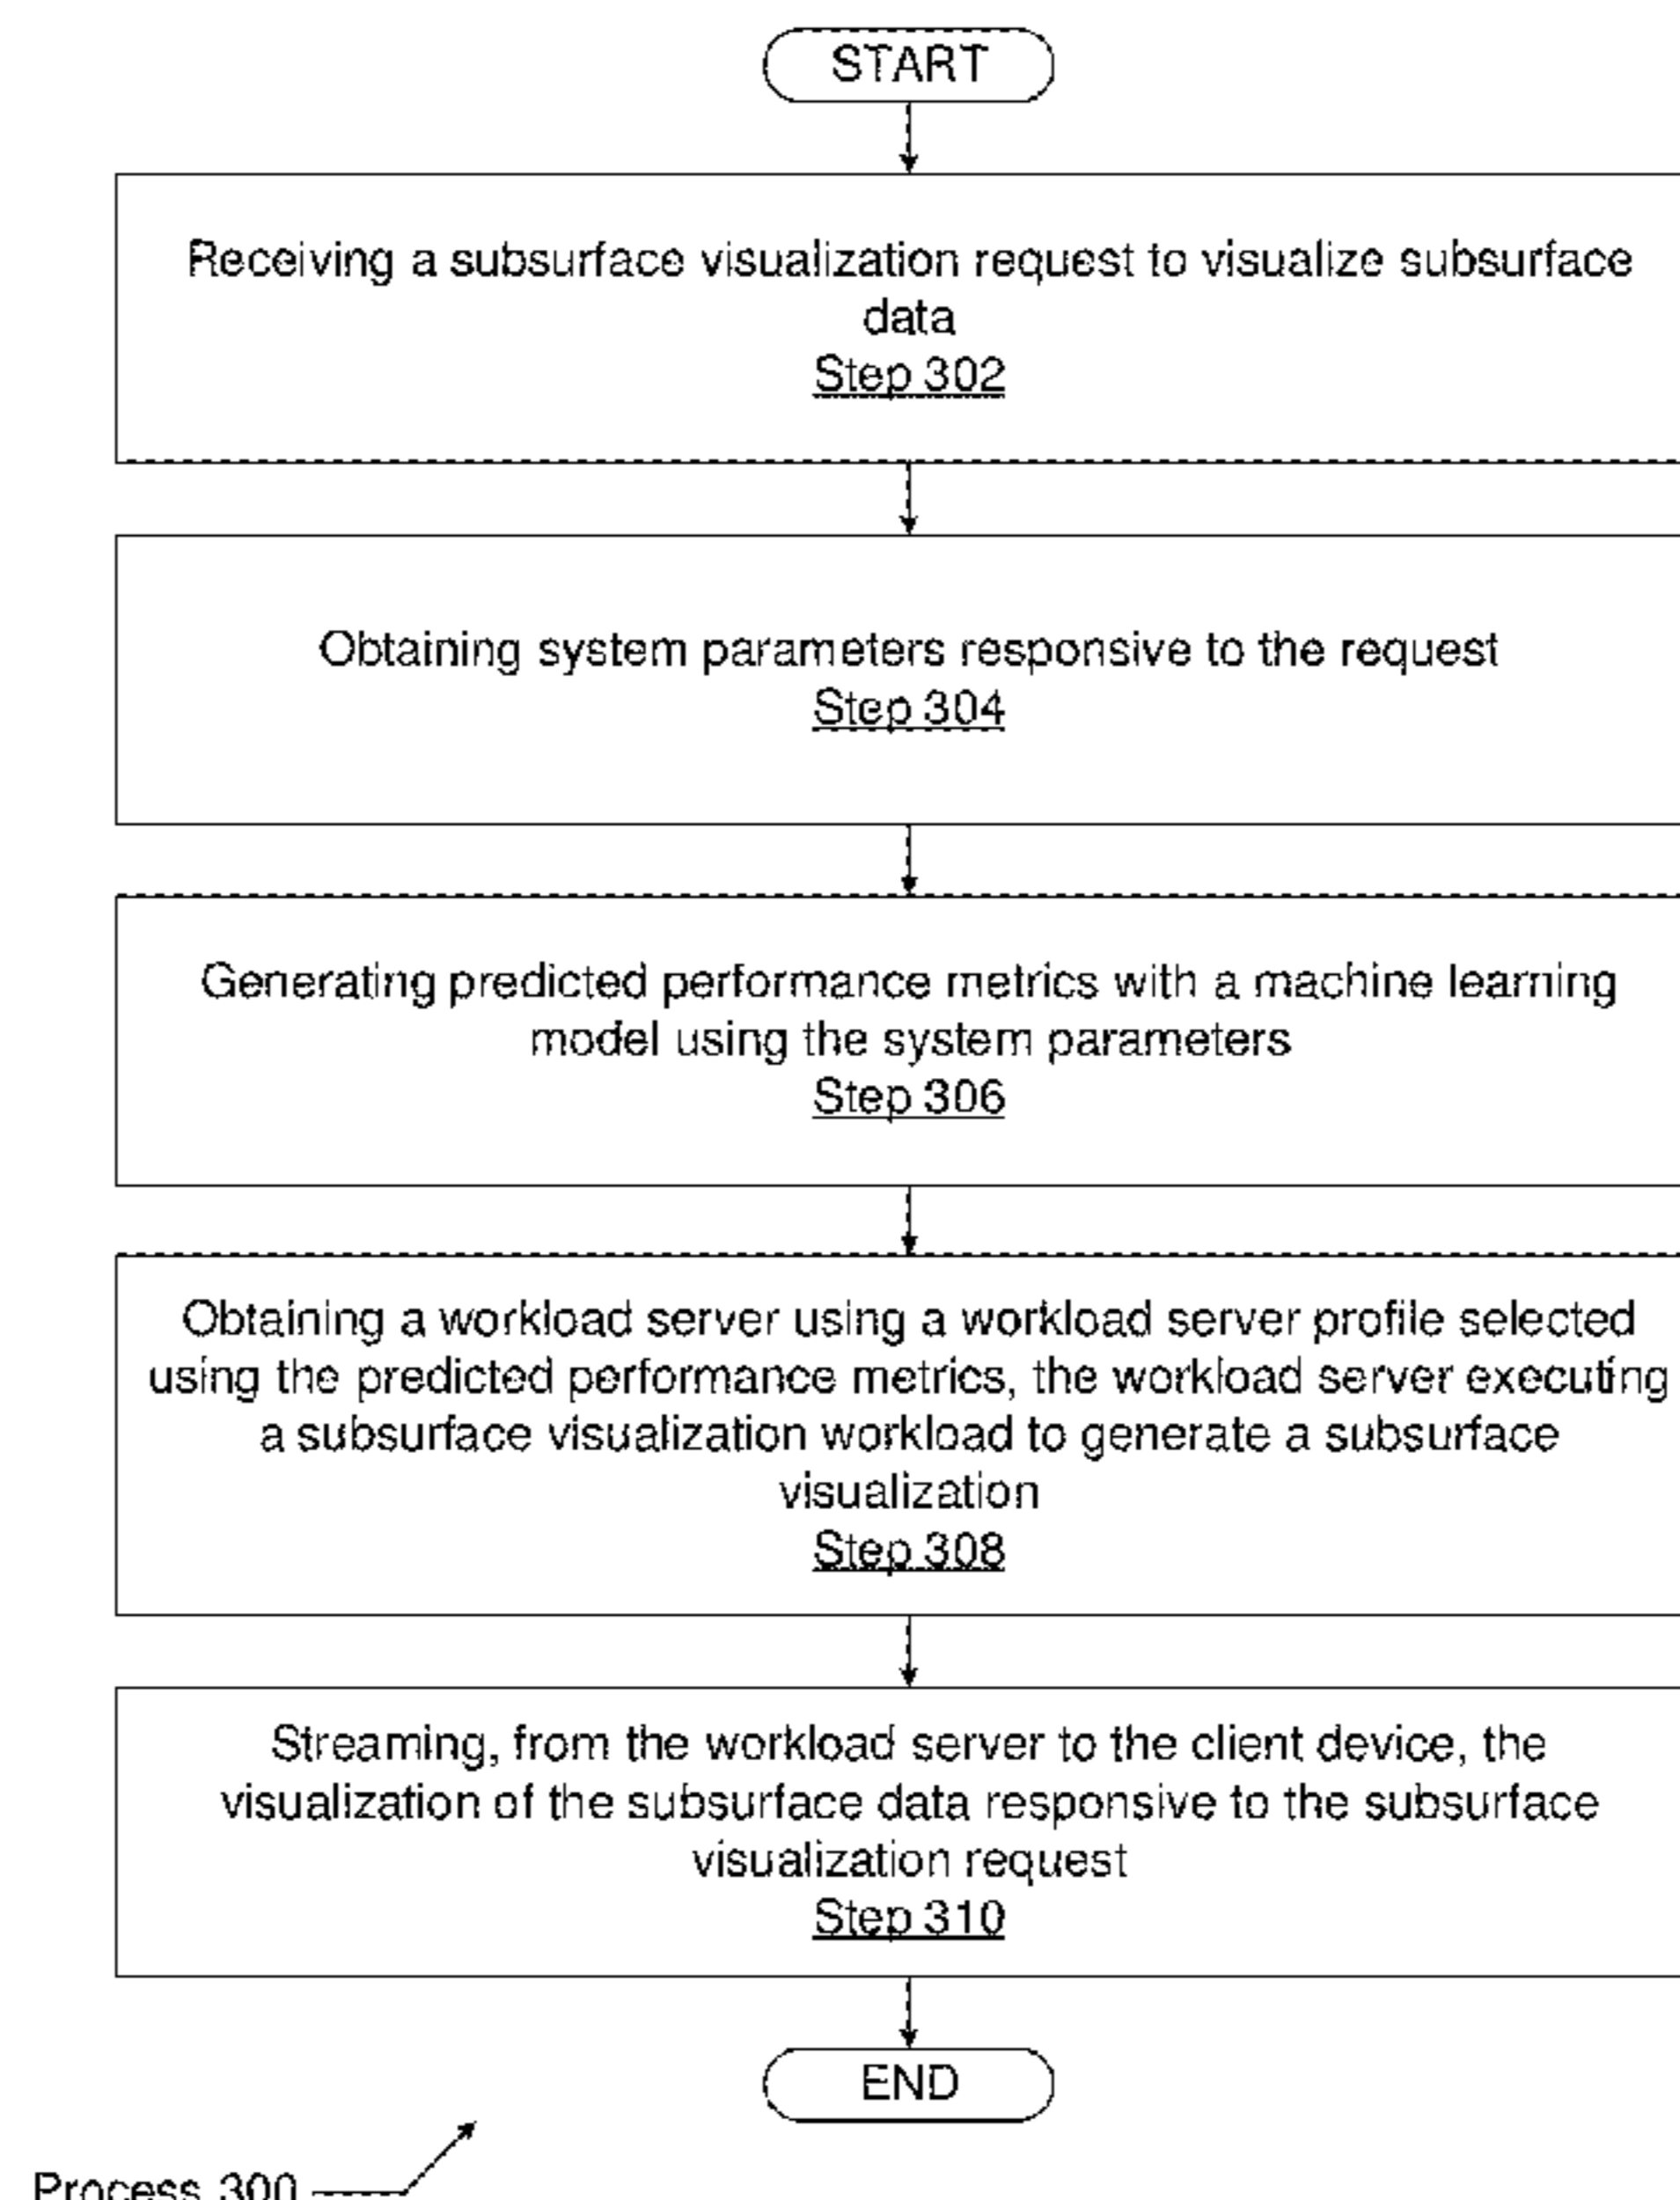 START
Receiving a subsurface visualization request to visualize subsurface
data
Step 302
Obtaining system parameters responsive to the request
Step 304
Generating predicted performance metrics with a machine learning
model using the system parameters
Step 306
Obtaining a workload server using a workload server profile selected
using the predicted performance metrics, the workload server executing
a subsurface visualization workload to generate a subsurface
visualization
Step 308
Streaming, from the workload server to the client device, the
visualization of the subsurface data responsive to the subsurface
visualization request
Step 310
END
Process 300